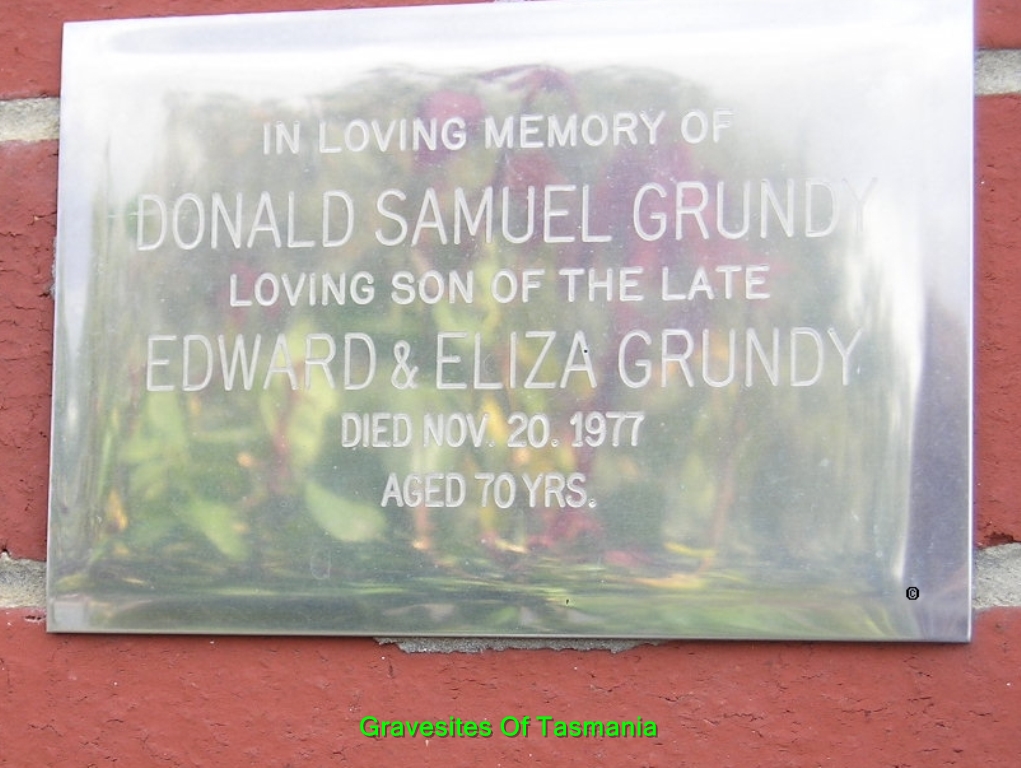 IN LOVING MEMORY OF
DONALD SAMUEL GRUNDY
LOVING SON OF THE LATE
EDWARD & ELIZA GRUNDY
DIED NOV. 20. 1977
AGED 70 YRS.
©
Gravesites Of Tasmania